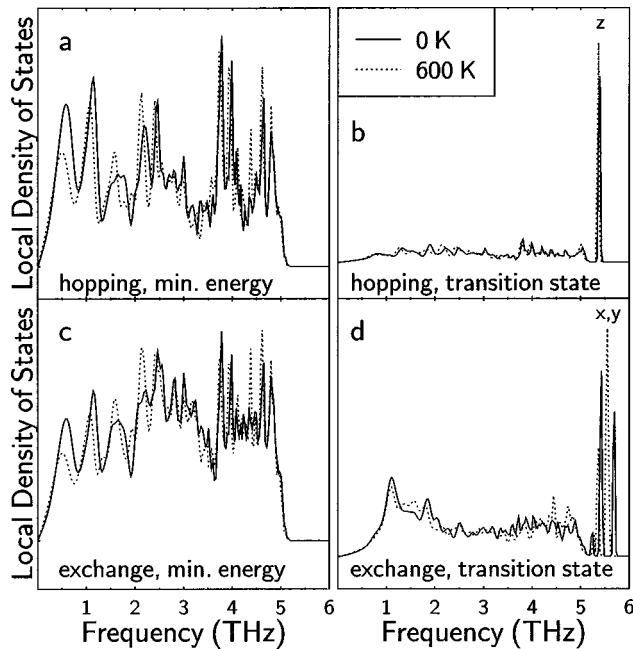 Local Density of States
a
hopping, min. energy
0 K
600 K
z
b
hopping, transition state
Local Density of States
c
exchange, min. energy
x,y
d
exchange, transition state
1 2 3 4 5 6
1 2 3 4 5 6
Frequency (THz)
Frequency (THz)